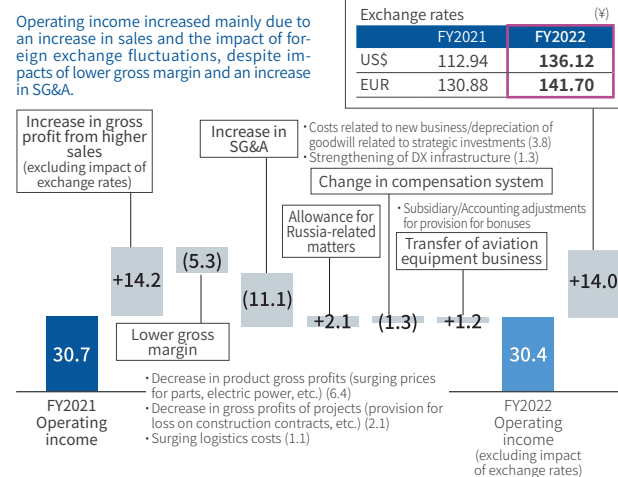 Operating income increased mainly due to
an increase in sales and the impact of for-
eign exchange fluctuations, despite im-
pacts of lower gross margin and an increase
in SG&A.
Exchange rates (¥)
FY2021 FY2022
US$ 112.94 136.12
EUR 130.88 141.70
Increase in gross
profit from higher
sales
(excluding impact of
exchange rates)
Increase in
SG&A
・Costs related to new business/depreciation of
goodwill related to strategic investments (3.8)
・Strengthening of DX infrastructure (1.3)
Change in compensation system
・Subsidiary/Accounting adjustments
for provision for bonuses
Allowance for
Russia-related
matters
Transfer of aviation
equipment business
+14.2
(5.3)
(11.1)
+2.1
(1.3)
+1.2
+14.0
Lower gross
margin
30.7
30.4
・Decrease in product gross profits (surging prices
for parts, electric power, etc.) (6.4)
・Decrease in gross profits of projects (provision for
loss on construction contracts, etc.) (2.1)
・Surging logistics costs (1.1)
FY2021
Operating
income
FY2022
Operating
income
(excluding impact
of exchange rates)